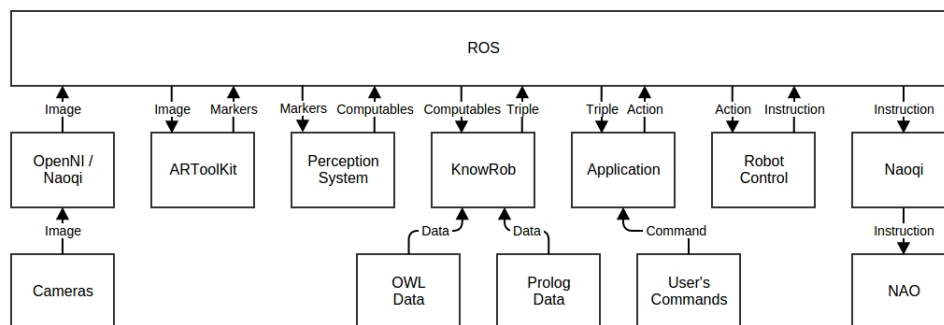 ROS
Image
Image
Markers
Markers
Computables
Computables
Triple
Triple
Action
Action
Instruction
Instruction
OpenNI /
Naoqi
ARToolKit
Perception
System
KnowRob
Application
Robot
Control
Naoqi
Image
Data
Data
Command
Instruction
Cameras
OWL
Data
Prolog
Data
User's
Commands
NAO